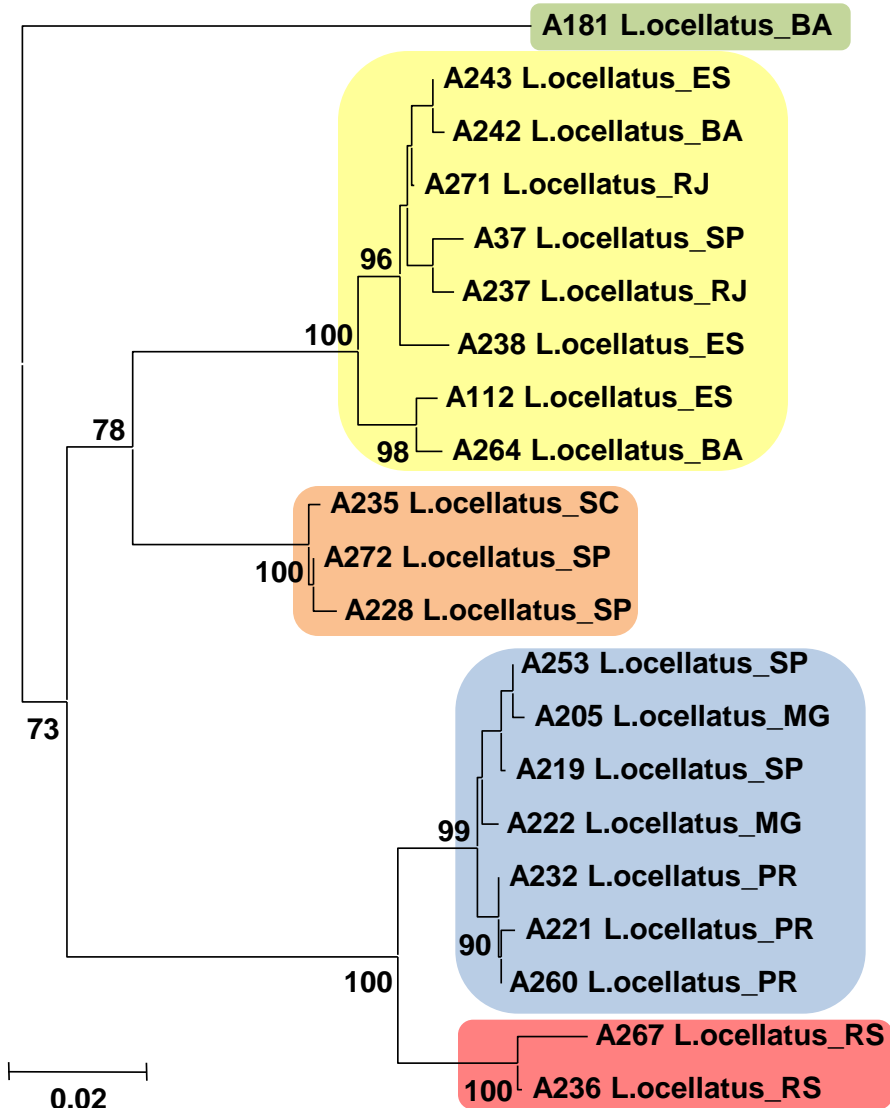 A181 L.ocellatus_BA
A243 L.ocellatus_ES
A242 L.ocellatus_BA
A271 L.ocellatus_RJ
A37 L.ocellatus_SP
96
A237 L.ocellatus_RJ
100
A238 L.ocellatus_ES
A112 L.ocellatus_ES
78
98
A264 L.ocellatus_BA
A235 L.ocellatus_SC
A272 L.ocellatus_SP
100
A228 L.ocellatus_SP
A253 L.ocellatus_SP
A205 L.ocellatus_MG
73
A219 L.ocellatus_SP
99
A222 L.ocellatus_MG
A232 L.ocellatus_PR
A221 L.ocellatus_PR
90
100
A260 L.ocellatus_PR
A267 L.ocellatus_RS
100
A236 L.ocellatus_RS
0.02